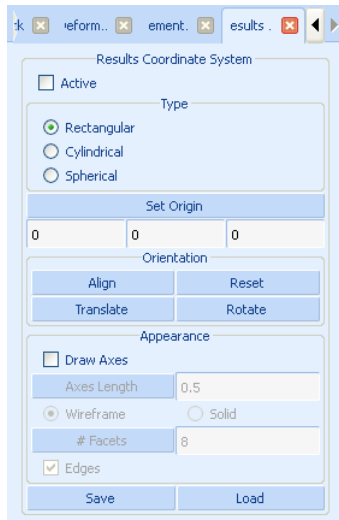 :k eform.. ement. esults .
Results Coordinate System
Active
Type
Rectangular
Cylindrical
Spherical
Set Origin
0 0 0
Orientation
Align Reset
Translate Rotate
Appearance
Draw Axes
Axes Length 0.5
Wireframe Solid
# Facets 8
Edges
Save Load